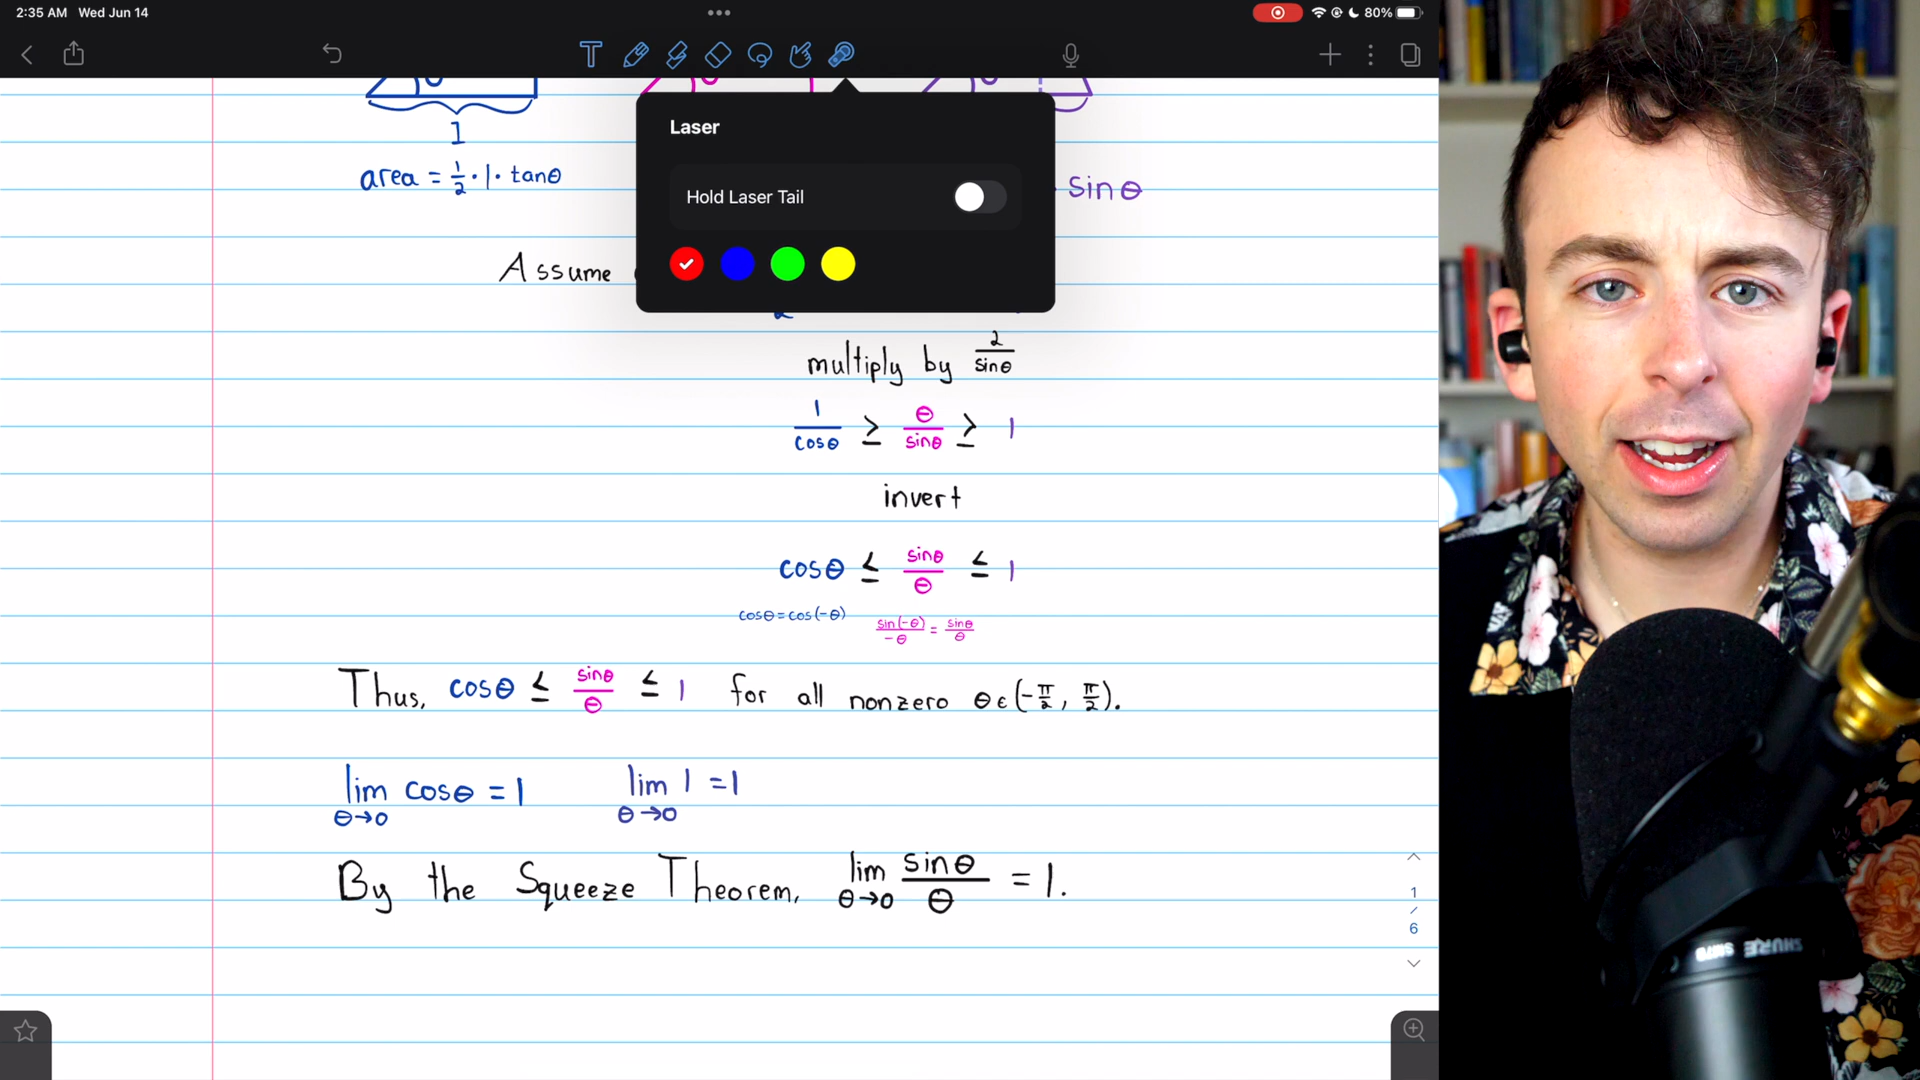 2:35 AM Wed Jun 14
80%
T
1
area = 1/2 · 1 · tanθ
Laser
Hold Laser Tail
sinθ
Assume
multiply by 2/sinθ
1/cosθ ≥ θ/sinθ ≥ 1
invert
cosθ ≤ sinθ/θ ≤ 1
cosθ = cos(-θ) sin(-θ)/-θ = sinθ/θ
Thus, cosθ ≤ sinθ/θ ≤ 1 for all nonzero θ ∈ (-π/2, π/2).
lim θ→0 cosθ = 1 lim θ→0 1 = 1
By the Squeeze Theorem, lim θ→0 sinθ/θ = 1.
1
/
6
SHURE